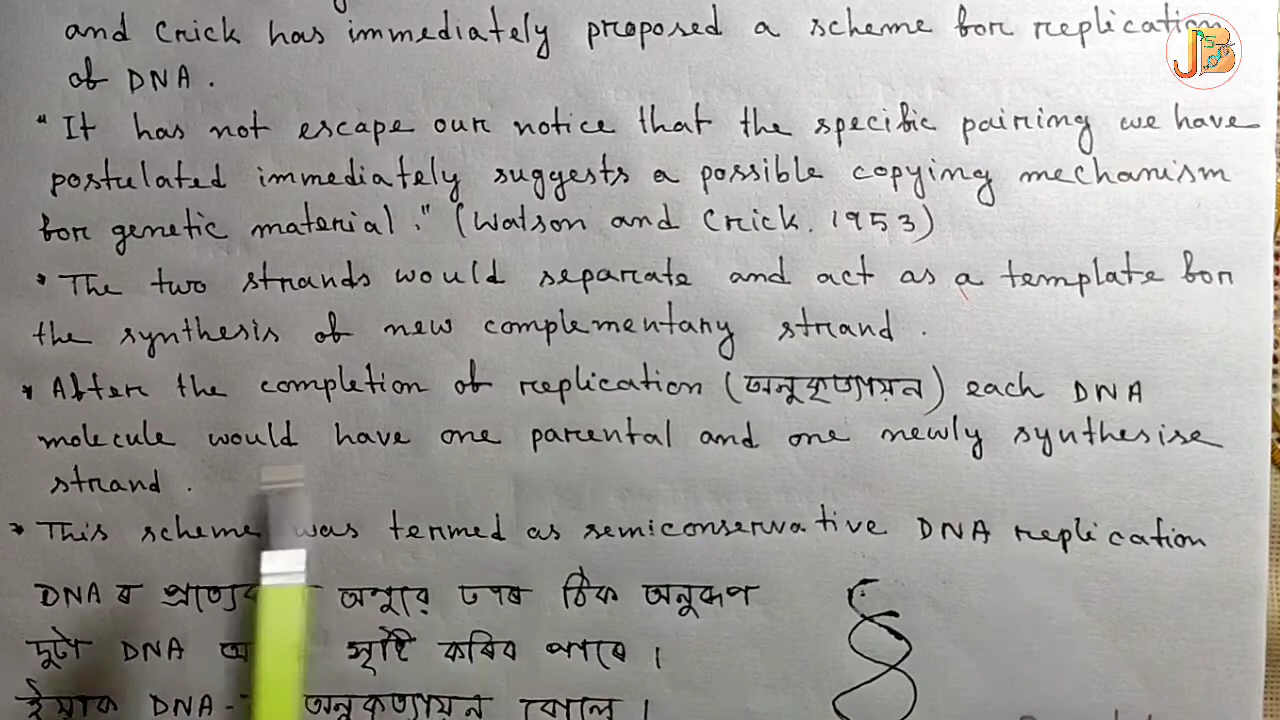 and Crick has immediately proposed a scheme for replication
of DNA.
"It has not escape our notice that the specific pairing we have
postulated immediately suggests a possible copying mechanism
for genetic material." (Watson and Crick. 1953)
* The two strands would separate and act as a template for
the synthesis of new complementary strand.
* After the completion of replication (অনুকৃত্যায়ন) each DNA
molecule would have one parental and one newly synthesise
strand.
* This scheme was termed as semiconservative DNA replication
DNA ৰ অণুৱে তাৰ ঠিক অনুৰূপ
দুটা DNA সৃষ্টি কৰিব পাৰে।
ইয়াক DNA-ৰ অনুকৃত্যায়ন বোলে।
JB